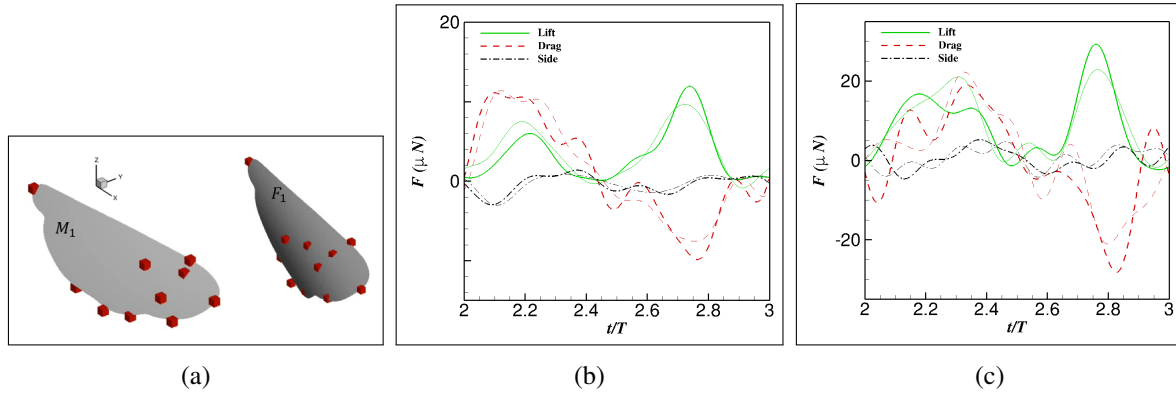 Z
Y
X
M1
F1
20
0
F (μ N)
Lift
Drag
Side
2
2.2
2.4
2.6
2.8
3
t/T
20
0
-20
F (μ N)
Lift
Drag
Side
2
2.2
2.4
2.6
2.8
3
t/T
(a)
(b)
(c)